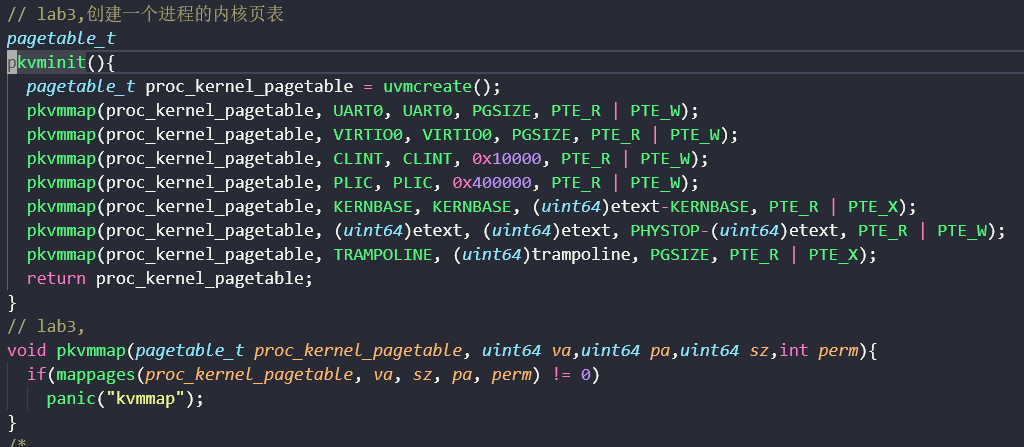 // lab3,创建一个进程的内核页表
pagetable_t
pkvminit(){
  pagetable_t proc_kernel_pagetable = uvmcreate();
  pkvmmap(proc_kernel_pagetable, UART0, UART0, PGSIZE, PTE_R | PTE_W);
  pkvmmap(proc_kernel_pagetable, VIRTIO0, VIRTIO0, PGSIZE, PTE_R | PTE_W);
  pkvmmap(proc_kernel_pagetable, CLINT, CLINT, 0x10000, PTE_R | PTE_W);
  pkvmmap(proc_kernel_pagetable, PLIC, PLIC, 0x400000, PTE_R | PTE_W);
  pkvmmap(proc_kernel_pagetable, KERNBASE, KERNBASE, (uint64)etext-KERNBASE, PTE_R | PTE_X);
  pkvmmap(proc_kernel_pagetable, (uint64)etext, (uint64)etext, PHYSTOP-(uint64)etext, PTE_R | PTE_W);
  pkvmmap(proc_kernel_pagetable, TRAMPOLINE, (uint64)trampoline, PGSIZE, PTE_R | PTE_X);
  return proc_kernel_pagetable;
}
// lab3,
void pkvmmap(pagetable_t proc_kernel_pagetable, uint64 va,uint64 pa,uint64 sz,int perm){
  if(mappages(proc_kernel_pagetable, va, sz, pa, perm) != 0)
    panic("kvmmap");
}
/*